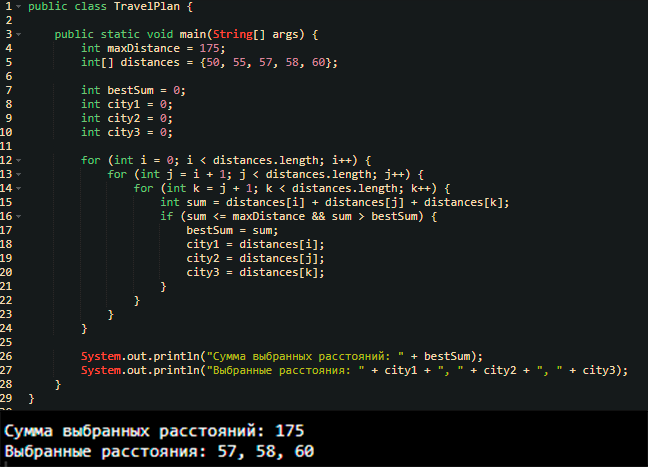 1 public class TravelPlan {
2
3 public static void main(String[] args) {
4 int maxDistance = 175;
5 int[] distances = {50, 55, 57, 58, 60};
6
7 int bestSum = 0;
8 int city1 = 0;
9 int city2 = 0;
10 int city3 = 0;
11
12 for (int i = 0; i < distances.length; i++) {
13 for (int j = i + 1; j < distances.length; j++) {
14 for (int k = j + 1; k < distances.length; k++) {
15 int sum = distances[i] + distances[j] + distances[k];
16 if (sum <= maxDistance && sum > bestSum) {
17 bestSum = sum;
18 city1 = distances[i];
19 city2 = distances[j];
20 city3 = distances[k];
21 }
22 }
23 }
24 }
25
26 System.out.println("Сумма выбранных расстояний: " + bestSum);
27 System.out.println("Выбранные расстояния: " + city1 + ", " + city2 + ", " + city3);
28 }
29 }
Сумма выбранных расстояний: 175
Выбранные расстояния: 57, 58, 60